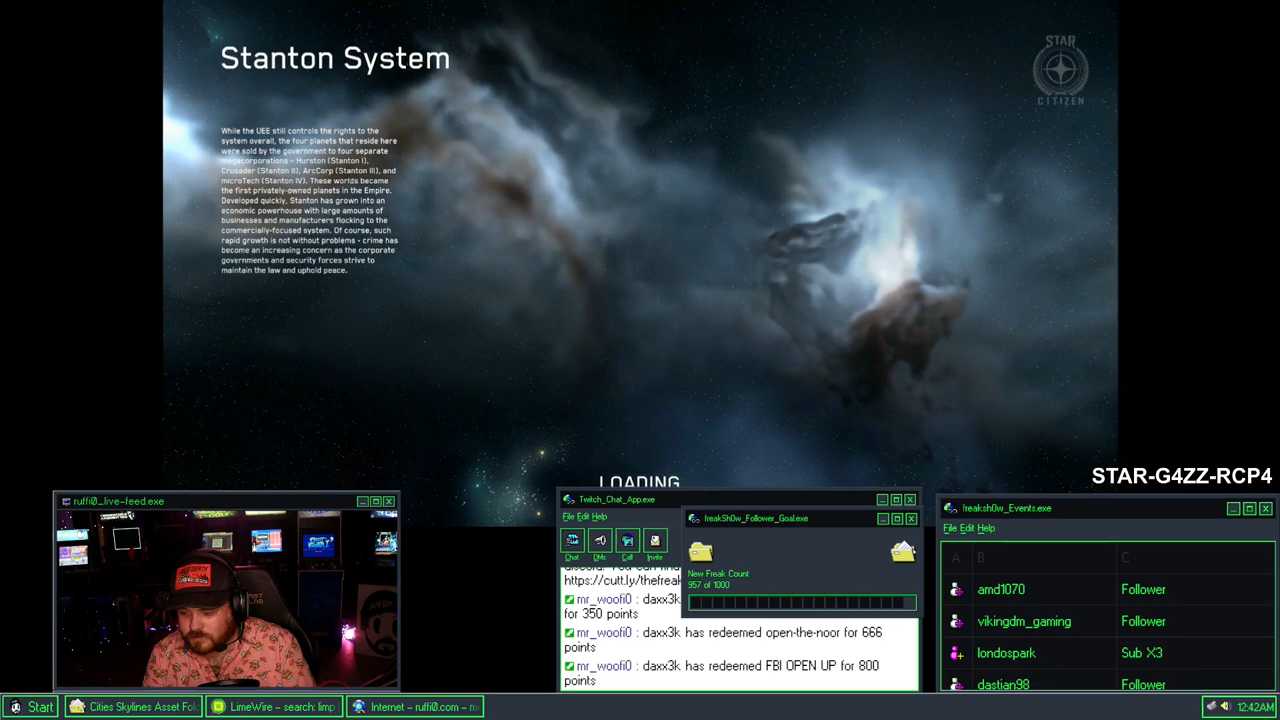 Stanton System
STAR
CITIZEN
While the UEE still controls the rights to the
system overall, the four planets that reside here
were sold by the government to four separate
megacorporations - Hurston (Stanton I),
Crusader (Stanton II), ArcCorp (Stanton III), and
microTech (Stanton IV). These worlds became
the first privately-owned planets in the Empire.
Developed quickly, Stanton has grown into an
economic powerhouse with large amounts of
businesses and manufacturers flocking to the
commercially-focused system. Of course, such
rapid growth is not without problems - crime has
become an increasing concern as the corporate
governments and security forces strive to
maintain the law and uphold peace.
LOADING
STAR-G4ZZ-RCP4
ruffi0_live-feed.exe
Twitch_Chat_App.exe
File Edit Help
Chat DMs Call Invite
https://cutt.ly/thefreak
mr_woofi0 : daxx3k
for 350 points
mr_woofi0 : daxx3k has redeemed open-the-noor for 666
points
mr_woofi0 : daxx3k has redeemed FBI OPEN UP for 800
points
freakSh0w_Follower_Goal.exe
New Freak Count
957 of 1000
freaksh0w_Events.exe
File Edit Help
A B C
amd1070 Follower
vikingdm_gaming Follower
londospark Sub X3
dastian98 Follower
Start
Cities Skylines Asset Fol
LimeWire - search: limp
Internet - ruffi0.com - m
12:42AM